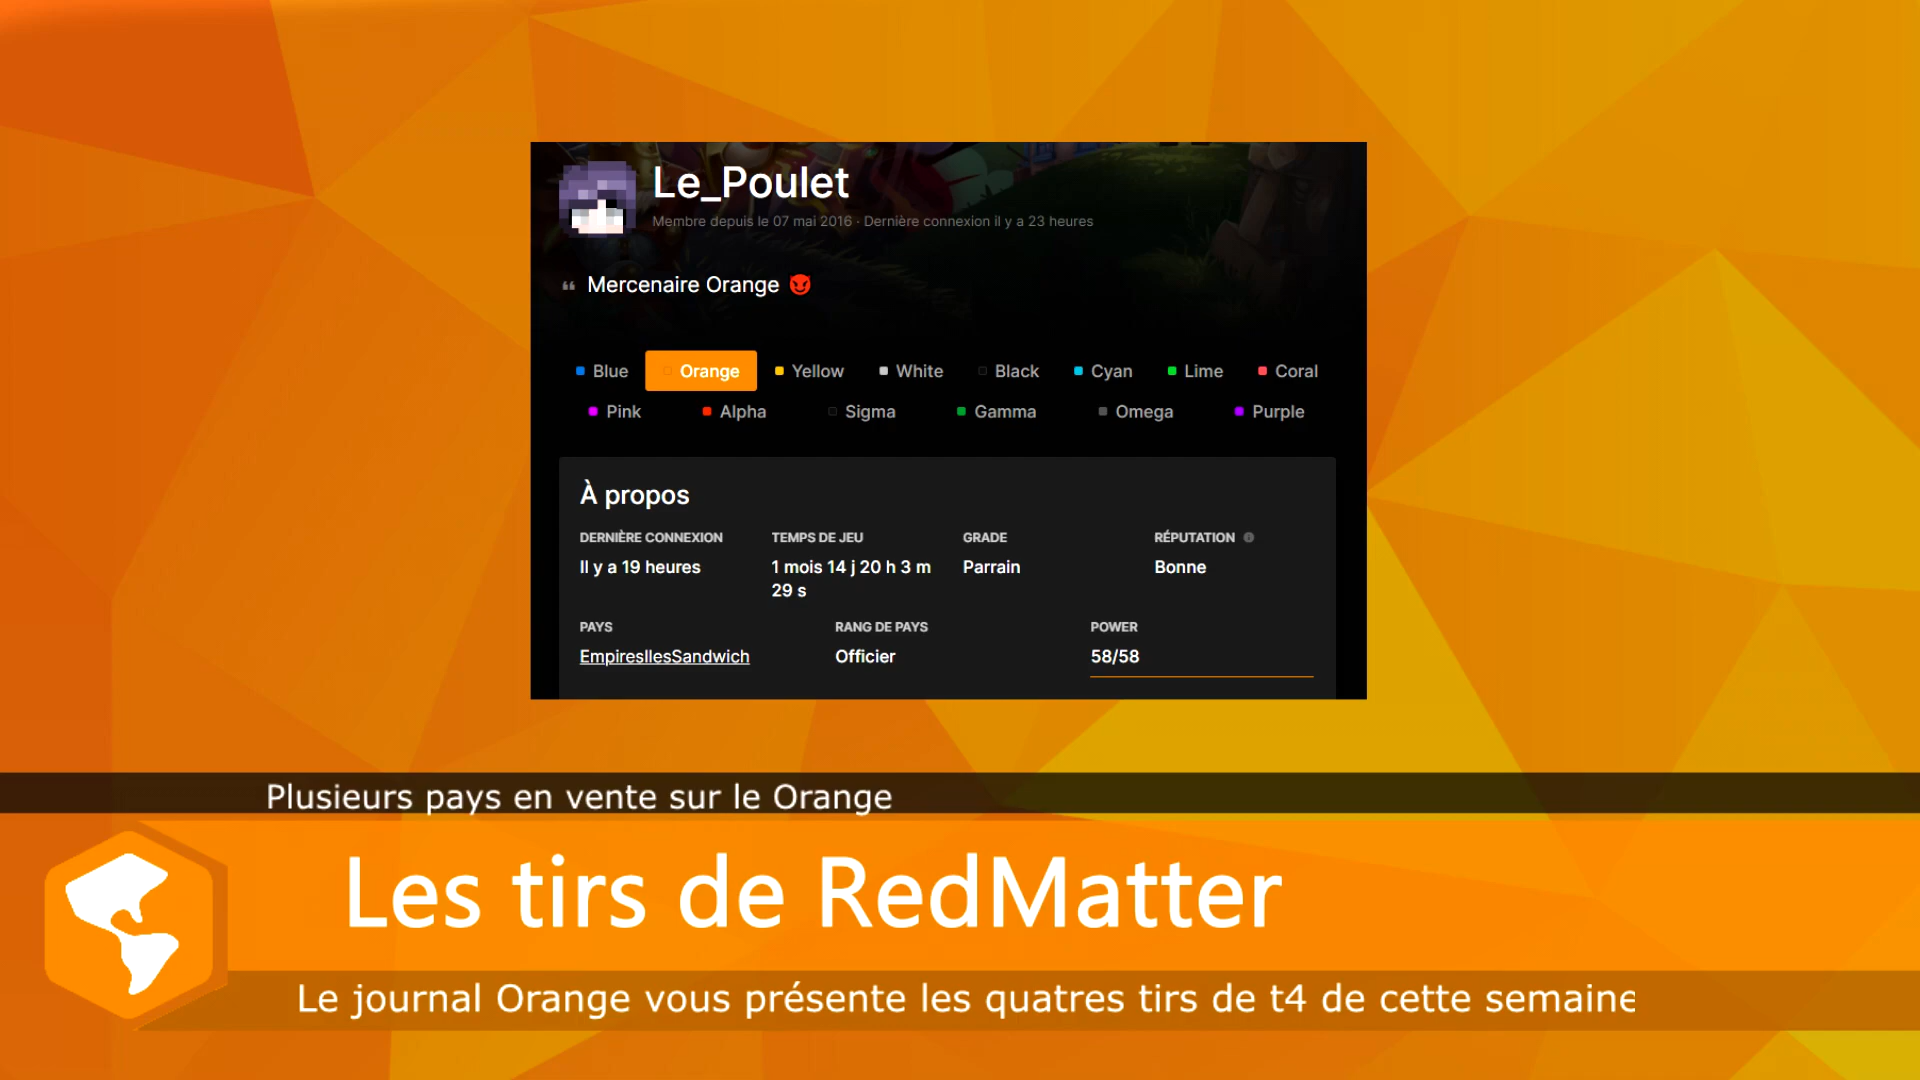 Le_Poulet
Membre depuis le 07 mai 2016 · Dernière connexion il y a 23 heures
❝ Mercenaire Orange 😈
Blue Orange Yellow White Black Cyan Lime Coral
Pink Alpha Sigma Gamma Omega Purple
À propos
DERNIÈRE CONNEXION TEMPS DE JEU GRADE RÉPUTATION
Il y a 19 heures 1 mois 14 j 20 h 3 m Parrain Bonne
29 s
PAYS RANG DE PAYS POWER
EmpiresIlesSandwich Officier 58/58
Plusieurs pays en vente sur le Orange
Les tirs de RedMatter
Le journal Orange vous présente les quatres tirs de t4 de cette semaine